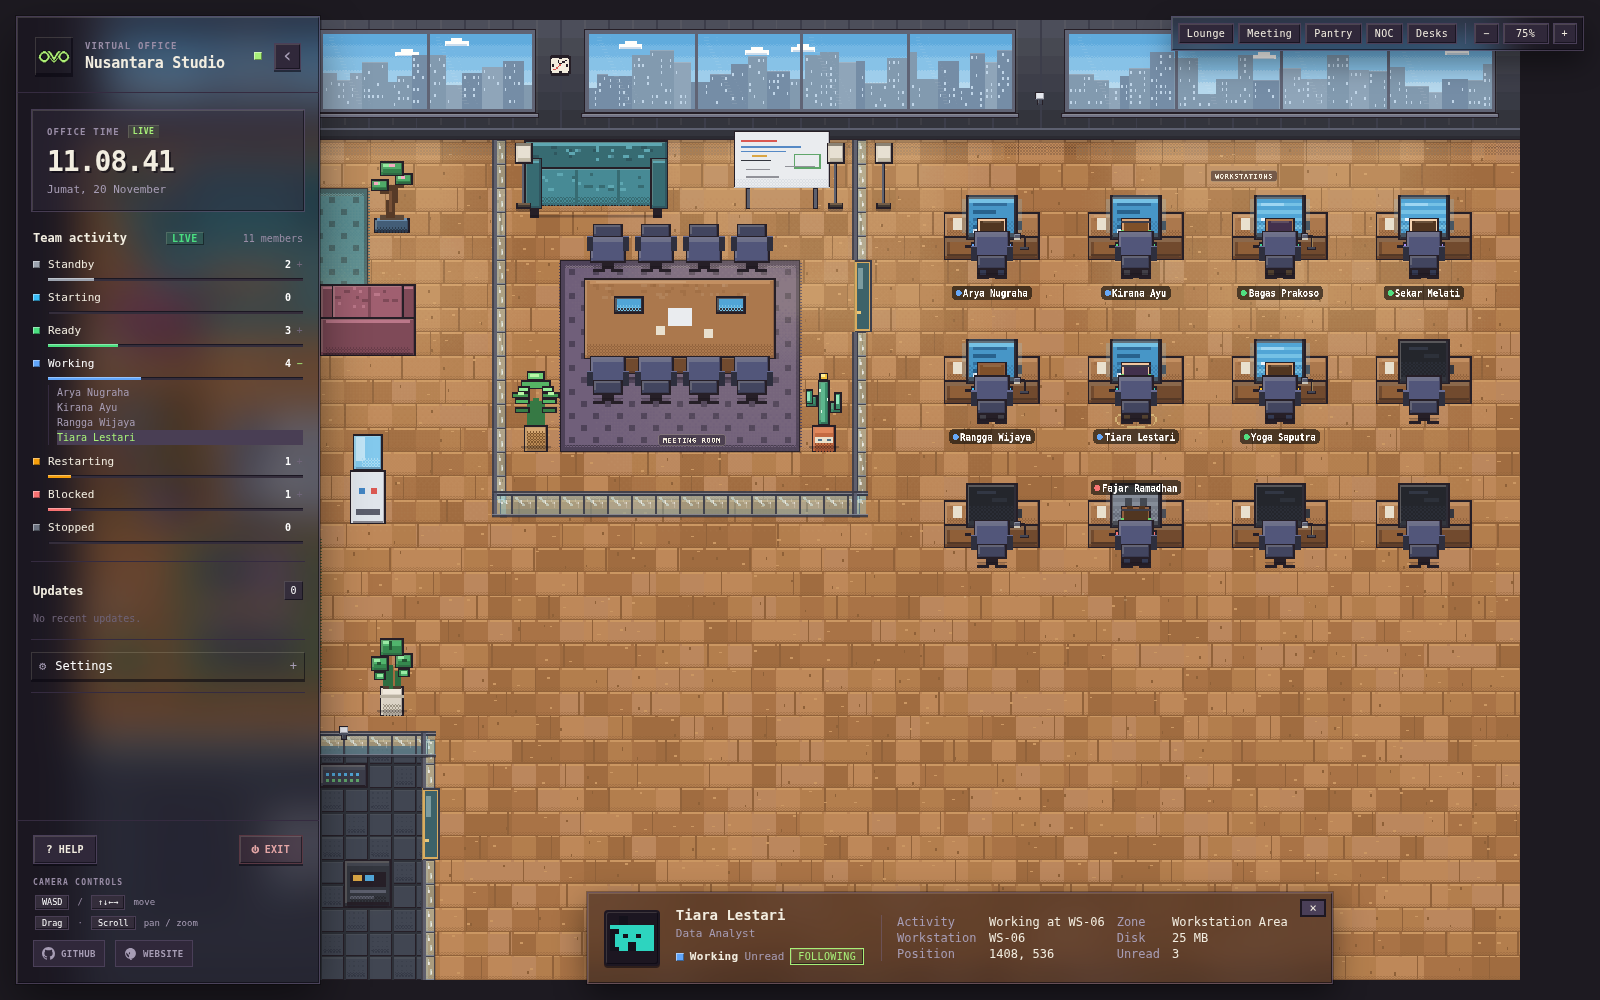 VIRTUAL OFFICE
Nusantara Studio
OFFICE TIME LIVE
11.08.41
Jumat, 20 November
Team activity LIVE 11 members
Standby 2 +
Starting 0
Ready 3 +
Working 4 −
Arya Nugraha
Kirana Ayu
Rangga Wijaya
Tiara Lestari
Restarting 1
Blocked 1
Stopped 0
Updates 0
No recent updates.
Settings +
? HELP
EXIT
CAMERA CONTROLS
WASD / ↑↓←→ move
Drag · Scroll pan / zoom
GITHUB
WEBSITE
Lounge Meeting Pantry NOC Desks − 75% +
WORKSTATIONS
Arya Nugraha
Kirana Ayu
Bagas Prakoso
Sekar Melati
Rangga Wijaya
Tiara Lestari
Yoga Saputra
Fajar Ramadhan
MEETING ROOM
Tiara Lestari
Data Analyst
Working Unread FOLLOWING
Activity Working at WS-06 Zone Workstation Area
Workstation WS-06 Disk 25 MB
Position 1408, 536 Unread 3